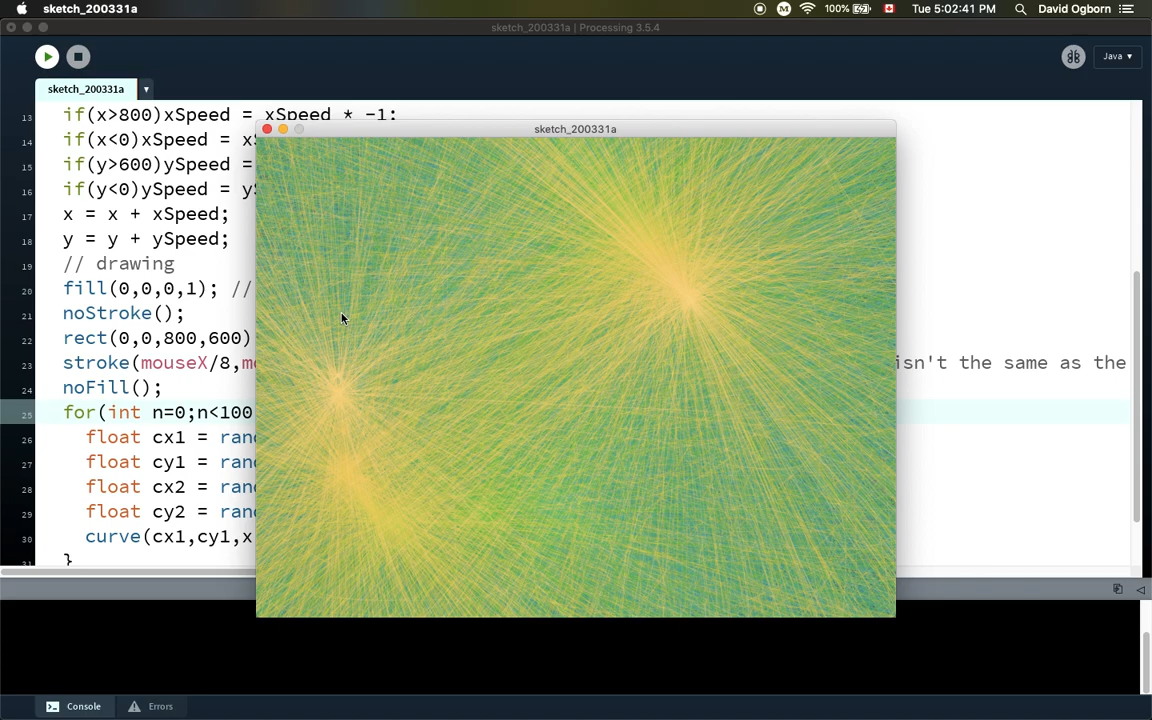 sketch_200331a
100%
Tue 5:02:41 PM
David Ogborn
sketch_200331a | Processing 3.5.4
Java
sketch_200331a
13 if(x>800)xSpeed = xSpeed * -1;
sketch_200331a
14 if(x<0)xSpeed =
15 if(y>600)ySpeed =
16 if(y<0)ySpeed =
17 x = x + xSpeed;
18 y = y + ySpeed;
19 // drawing
20 fill(0,0,0,1); //
21 noStroke();
22 rect(0,0,800,600)
23 stroke(mouseX/8, isn't the same as the
24 noFill();
25 for(int n=0;n<100
26 float cx1 =
27 float cy1 =
28 float cx2 =
29 float cy2 =
30 curve(cx1,cy1,x
31 }
Console
Errors